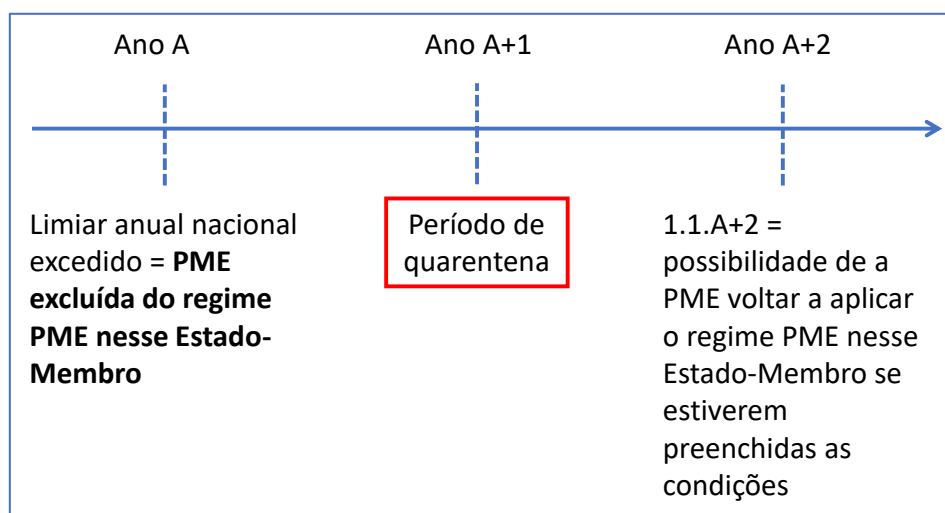 Ano A
Ano A+1
Ano A+2
Limiar anual nacional
excedido = PME
excluída do regime
PME nesse Estado-
Membro
Período de
quarentena
1.1.A+2 =
possibilidade de a
PME voltar a aplicar
o regime PME nesse
Estado-Membro se
estiverem
preenchidas as
condições